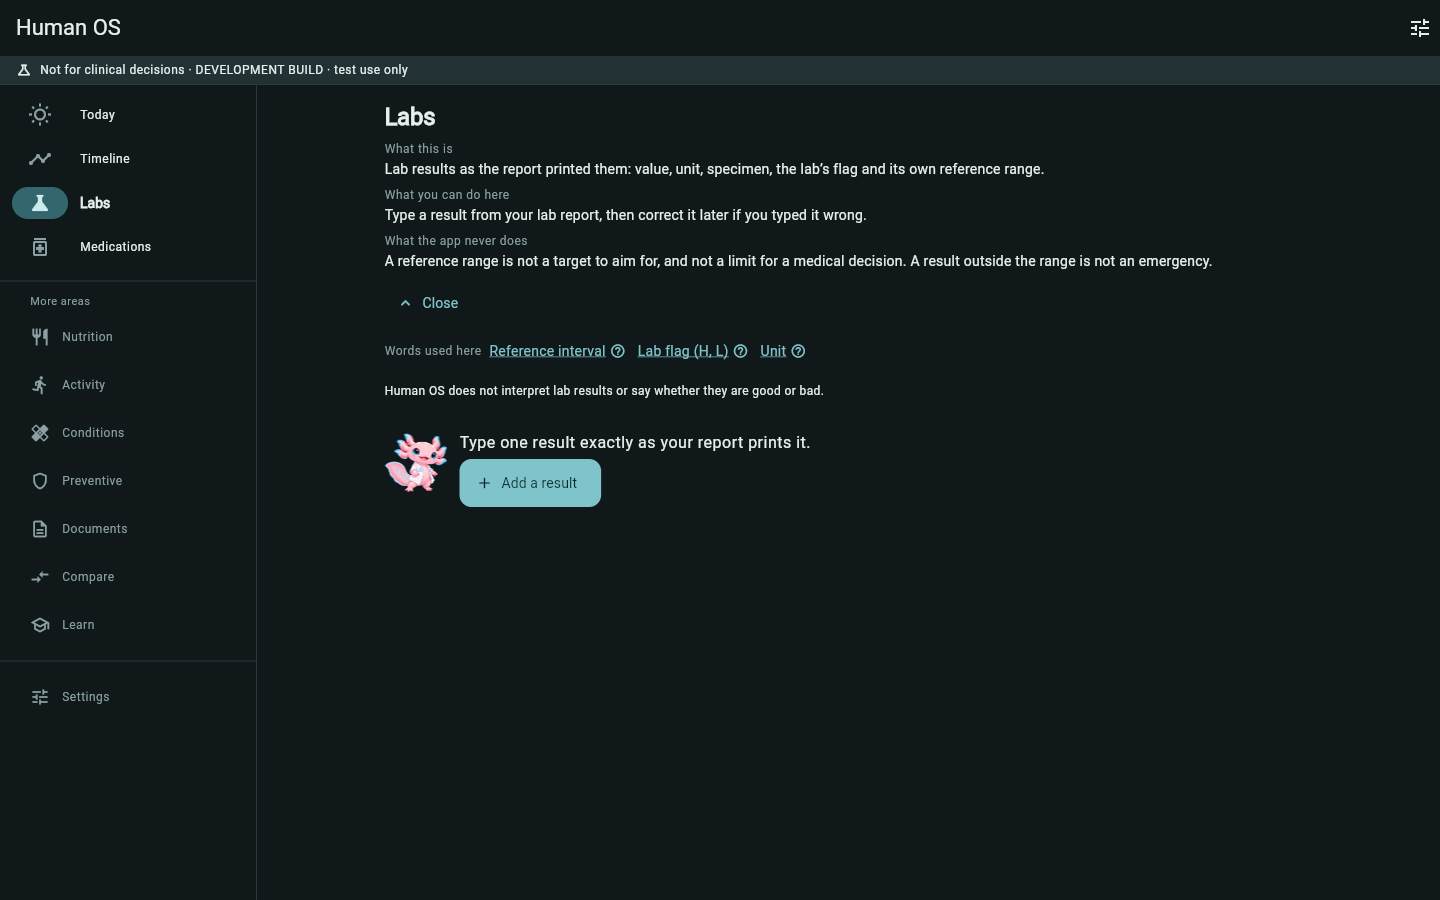 Human OS
Not for clinical decisions · DEVELOPMENT BUILD · test use only
Today
Timeline
Labs
Medications
More areas
Nutrition
Activity
Conditions
Preventive
Documents
Compare
Learn
Settings
Labs
What this is
Lab results as the report printed them: value, unit, specimen, the lab’s flag and its own reference range.
What you can do here
Type a result from your lab report, then correct it later if you typed it wrong.
What the app never does
A reference range is not a target to aim for, and not a limit for a medical decision. A result outside the range is not an emergency.
Close
Words used here Reference interval Lab flag (H, L) Unit
Human OS does not interpret lab results or say whether they are good or bad.
Type one result exactly as your report prints it.
Add a result